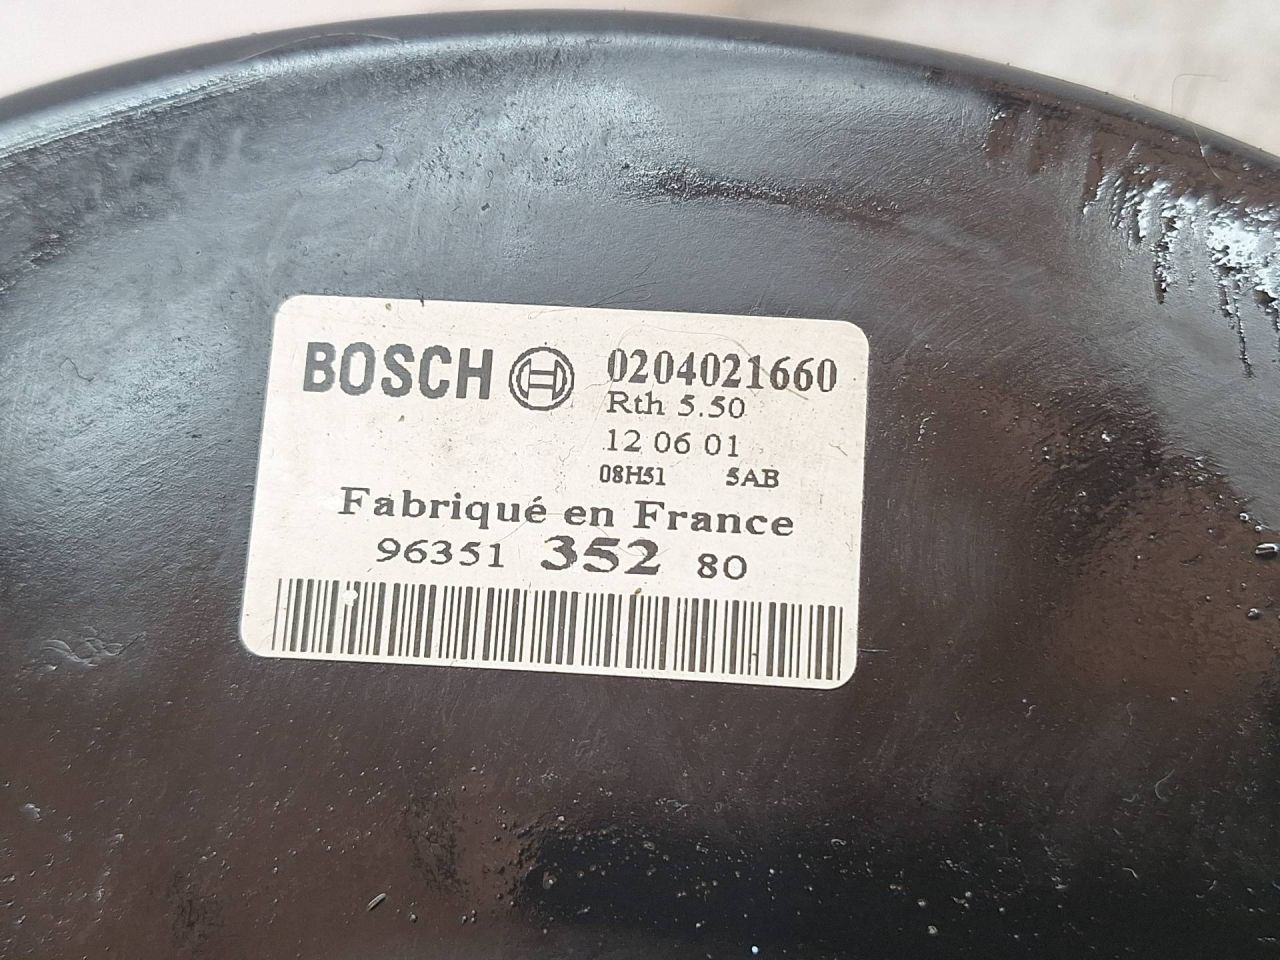 BOSCH 0204021660
Rth 5.50
12 06 01
08H51 5AB
Fabriqué en France
96351 352 80